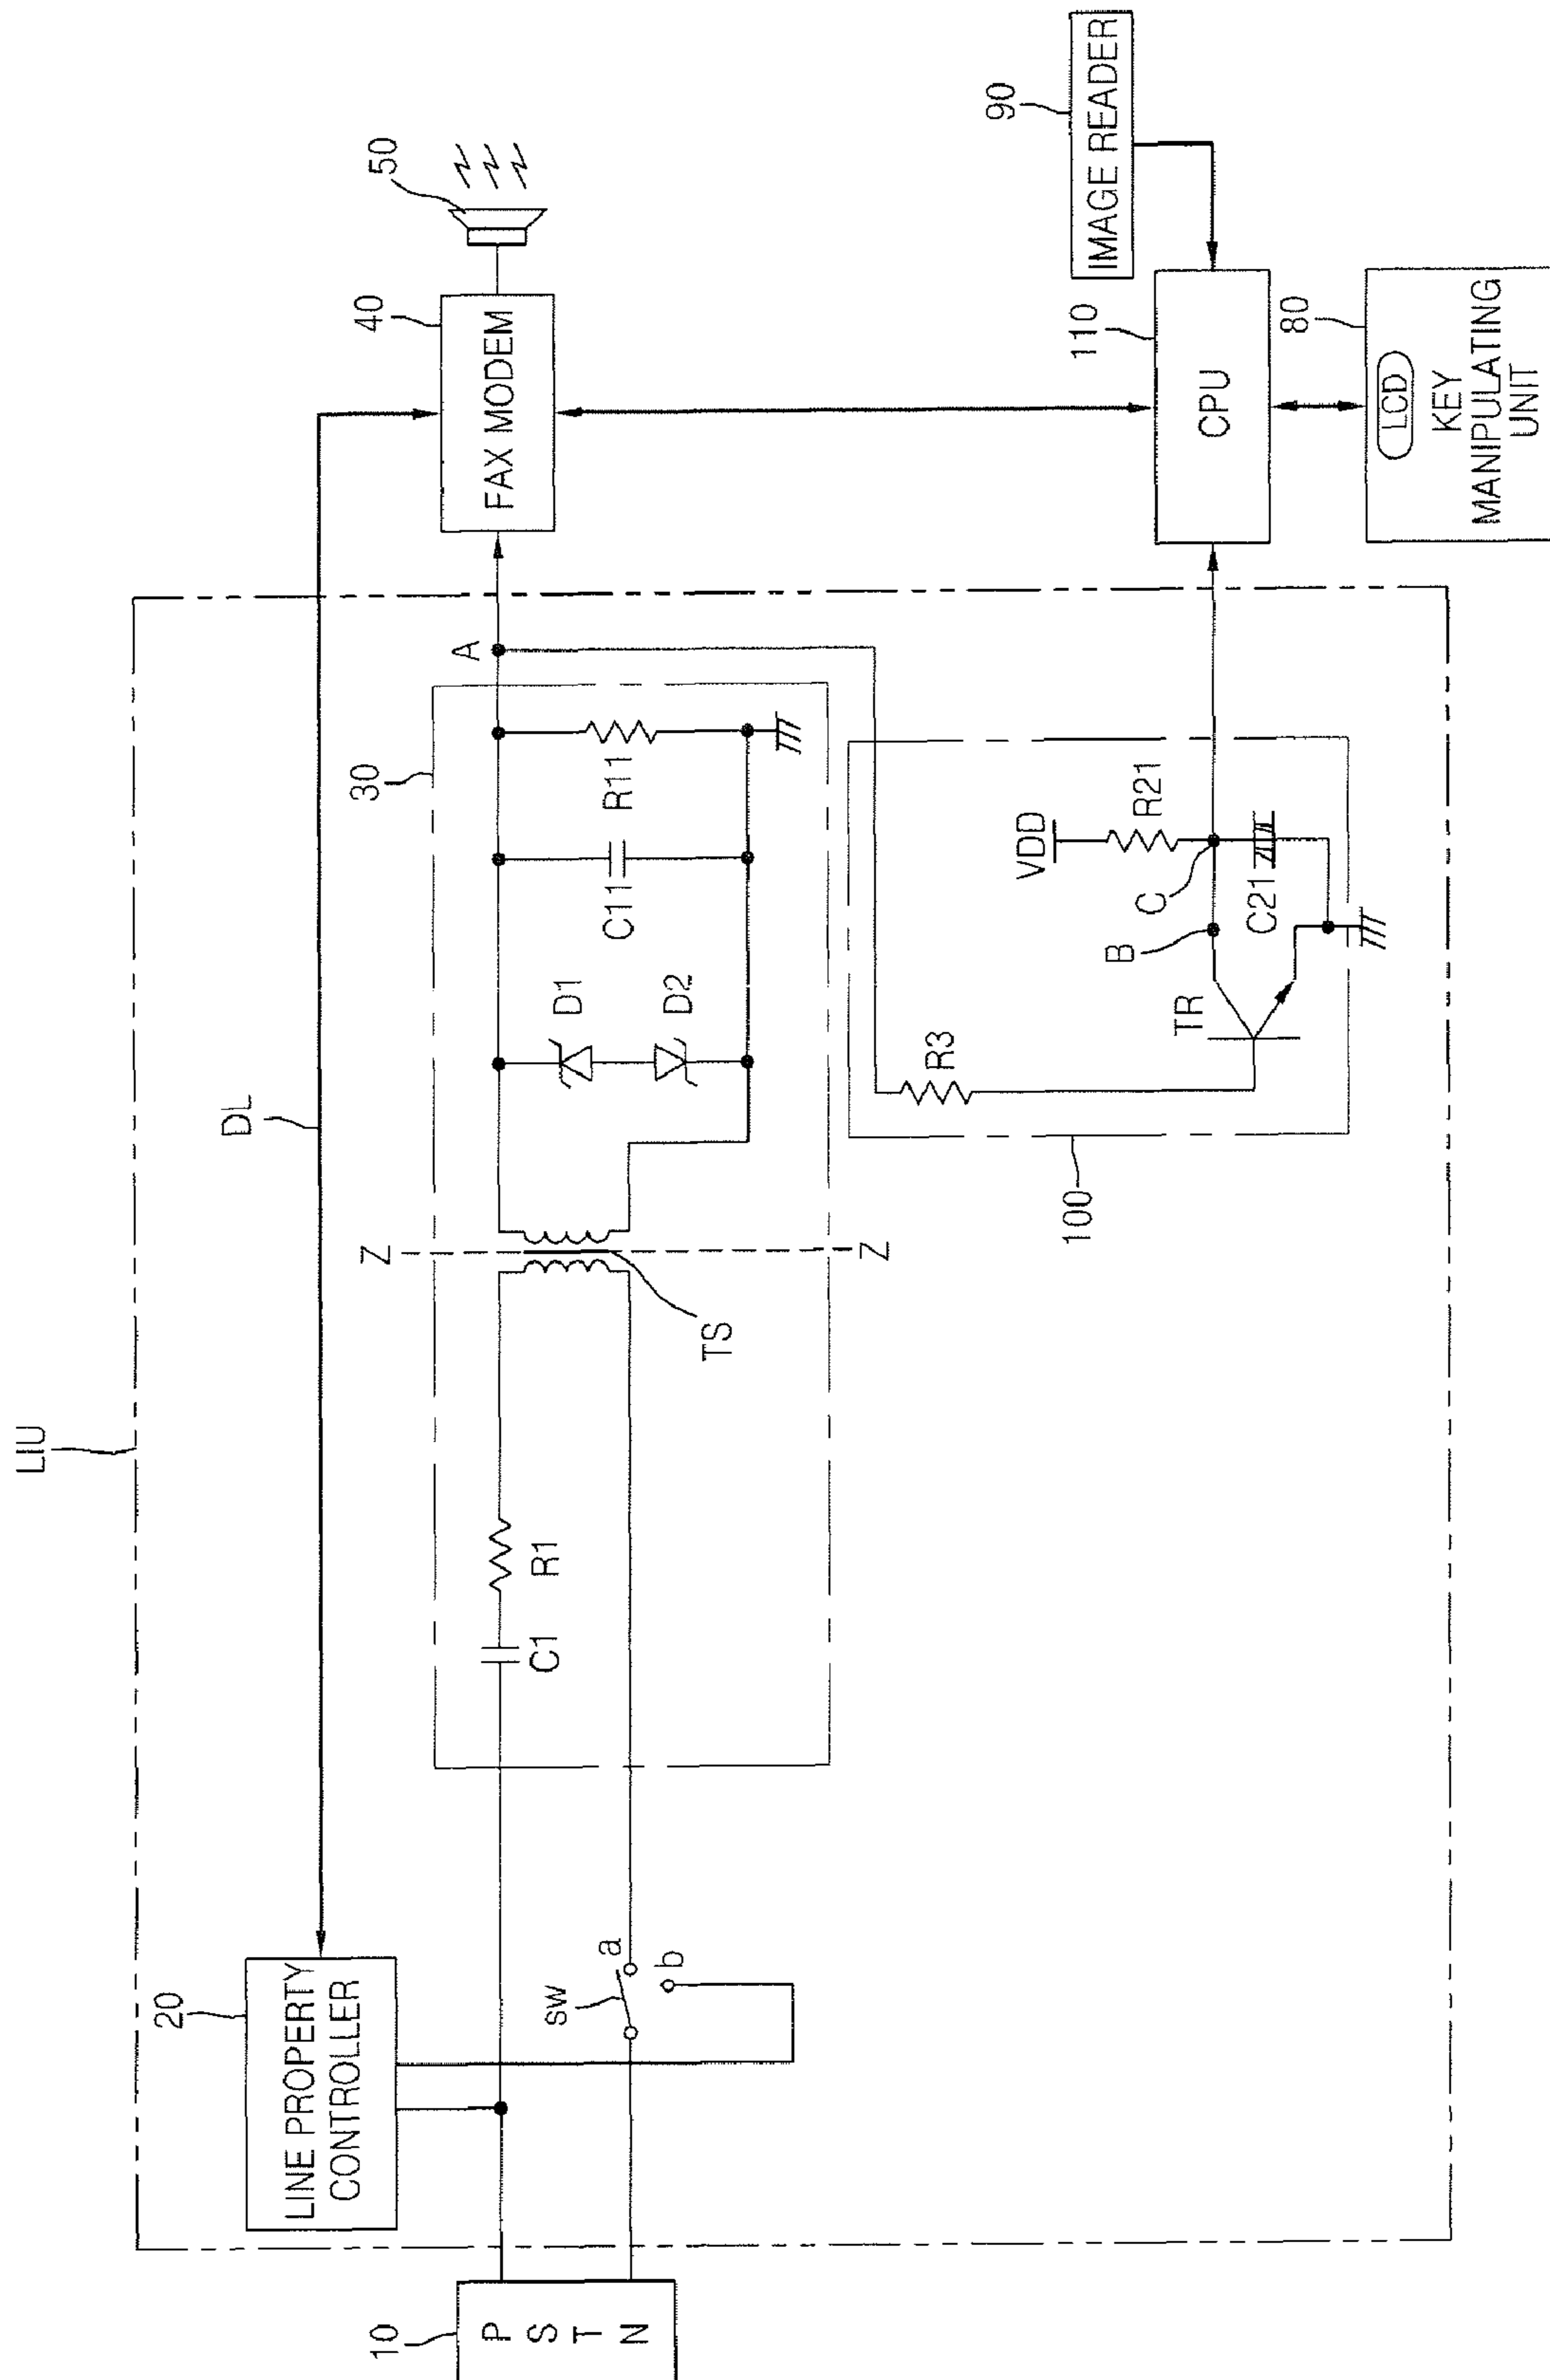 LIU
DL
10
P
S
T
N
20
LINE PROPERTY
CONTROLLER
sw
a
b
30
C1
R1
Z
Z
TS
D1
D2
C11
R11
A
100
R3
TR
B
C
VDD
R21
C21
40
FAX MODEM
50
110
CPU
90
IMAGE READER
80
LCD
KEY
MANIPULATING
UNIT